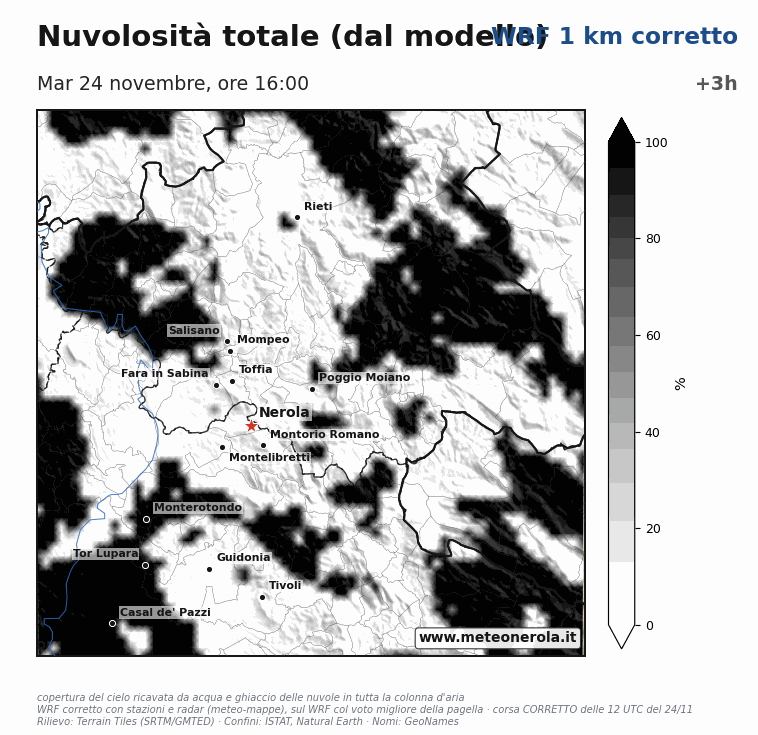 Nuvolosità totale (dal modello)
WRF 1 km corretto
Mar 24 novembre, ore 16:00
+3h
Rieti
Salisano
Mompeo
Toffia
Fara in Sabina
Poggio Moiano
Nerola
Montorio Romano
Montelibretti
Monterotondo
Tor Lupara
Guidonia
Tivoli
Casal de' Pazzi
www.meteonerola.it
100
80
60
40
20
0
%
copertura del cielo ricavata da acqua e ghiaccio delle nuvole in tutta la colonna d'aria
WRF corretto con stazioni e radar (meteo-mappe), sul WRF col voto migliore della pagella · corsa CORRETTO delle 12 UTC del 24/11
Rilievo: Terrain Tiles (SRTM/GMTED) · Confini: ISTAT, Natural Earth · Nomi: GeoNames